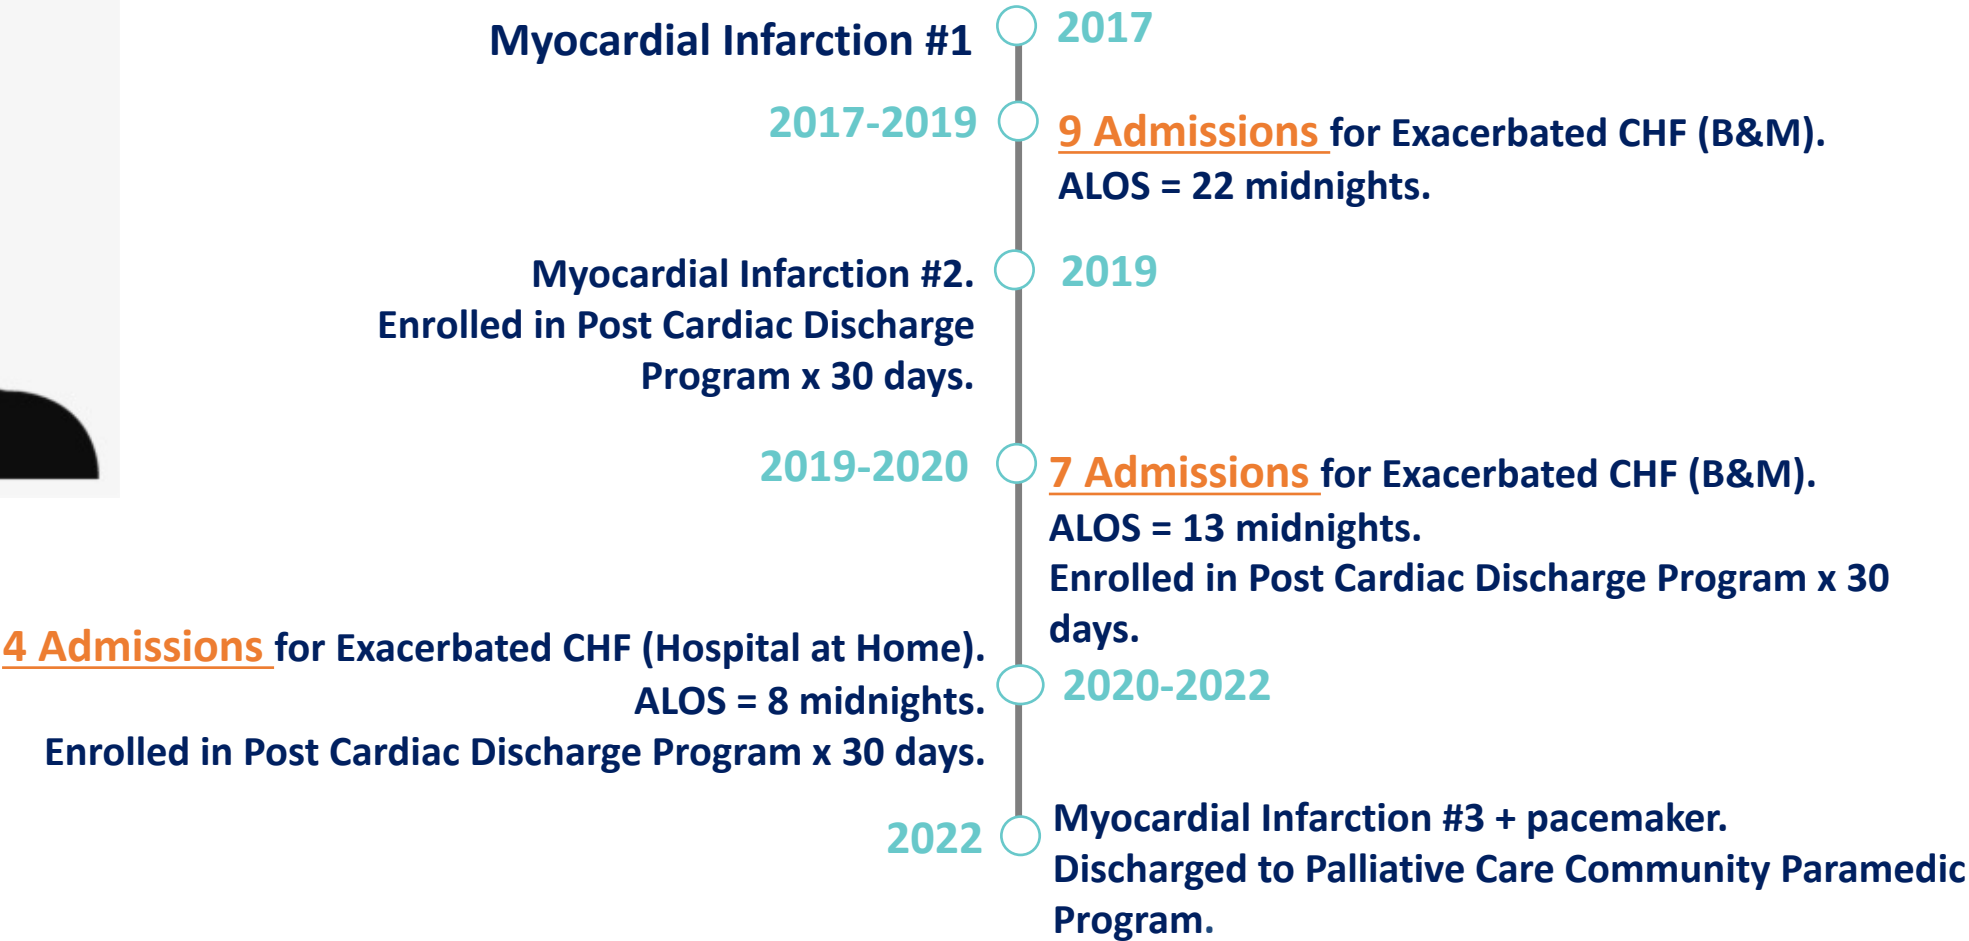 Myocardial Infarction #1
2017
2017-2019
9 Admissions for Exacerbated CHF (B&M).
ALOS = 22 midnights.
Myocardial Infarction #2.
Enrolled in Post Cardiac Discharge
Program x 30 days.
2019
2019-2020
7 Admissions for Exacerbated CHF (B&M).
ALOS = 13 midnights.
Enrolled in Post Cardiac Discharge Program x 30
days.
4 Admissions for Exacerbated CHF (Hospital at Home).
ALOS = 8 midnights.
Enrolled in Post Cardiac Discharge Program x 30 days.
2020-2022
2022
Myocardial Infarction #3 + pacemaker.
Discharged to Palliative Care Community Paramedic
Program.